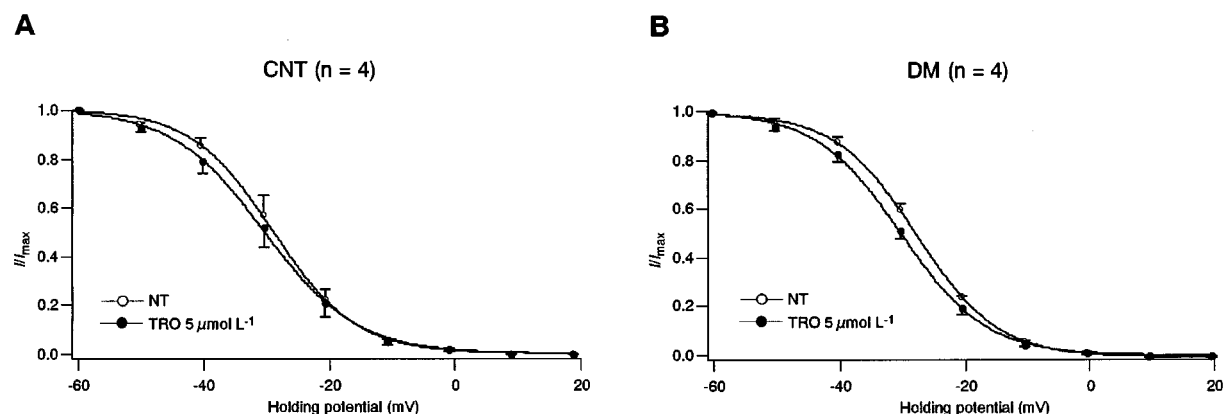 A
CNT (n = 4)
1.0
0.8
0.6
0.4
0.2
0.0
I/Imax
NT
TRO 5 μmol L-1
-60
-40
-20
0
20
Holding potential (mV)
B
DM (n = 4)
1.0
0.8
0.6
0.4
0.2
0.0
I/Imax
NT
TRO 5 μmol L-1
-60
-40
-20
0
20
Holding potential (mV)